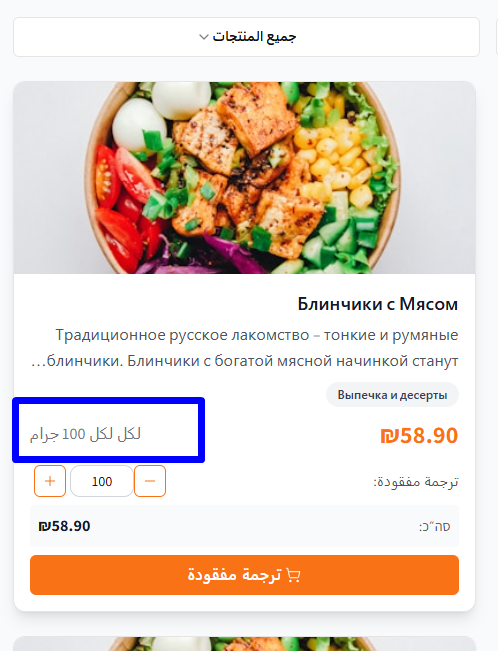 جميع المنتجات
Блинчики с Мясом
Традиционное русское лакомство – тонкие и румяные
блинчики. Блинчики с богатой мясной начинкой станут...
Выпечка и десерты
₪58.90
لكل لكل 100 جرام
ترجمة مفقودة:
− 100 +
סה״כ:
₪58.90
ترجمة مفقودة